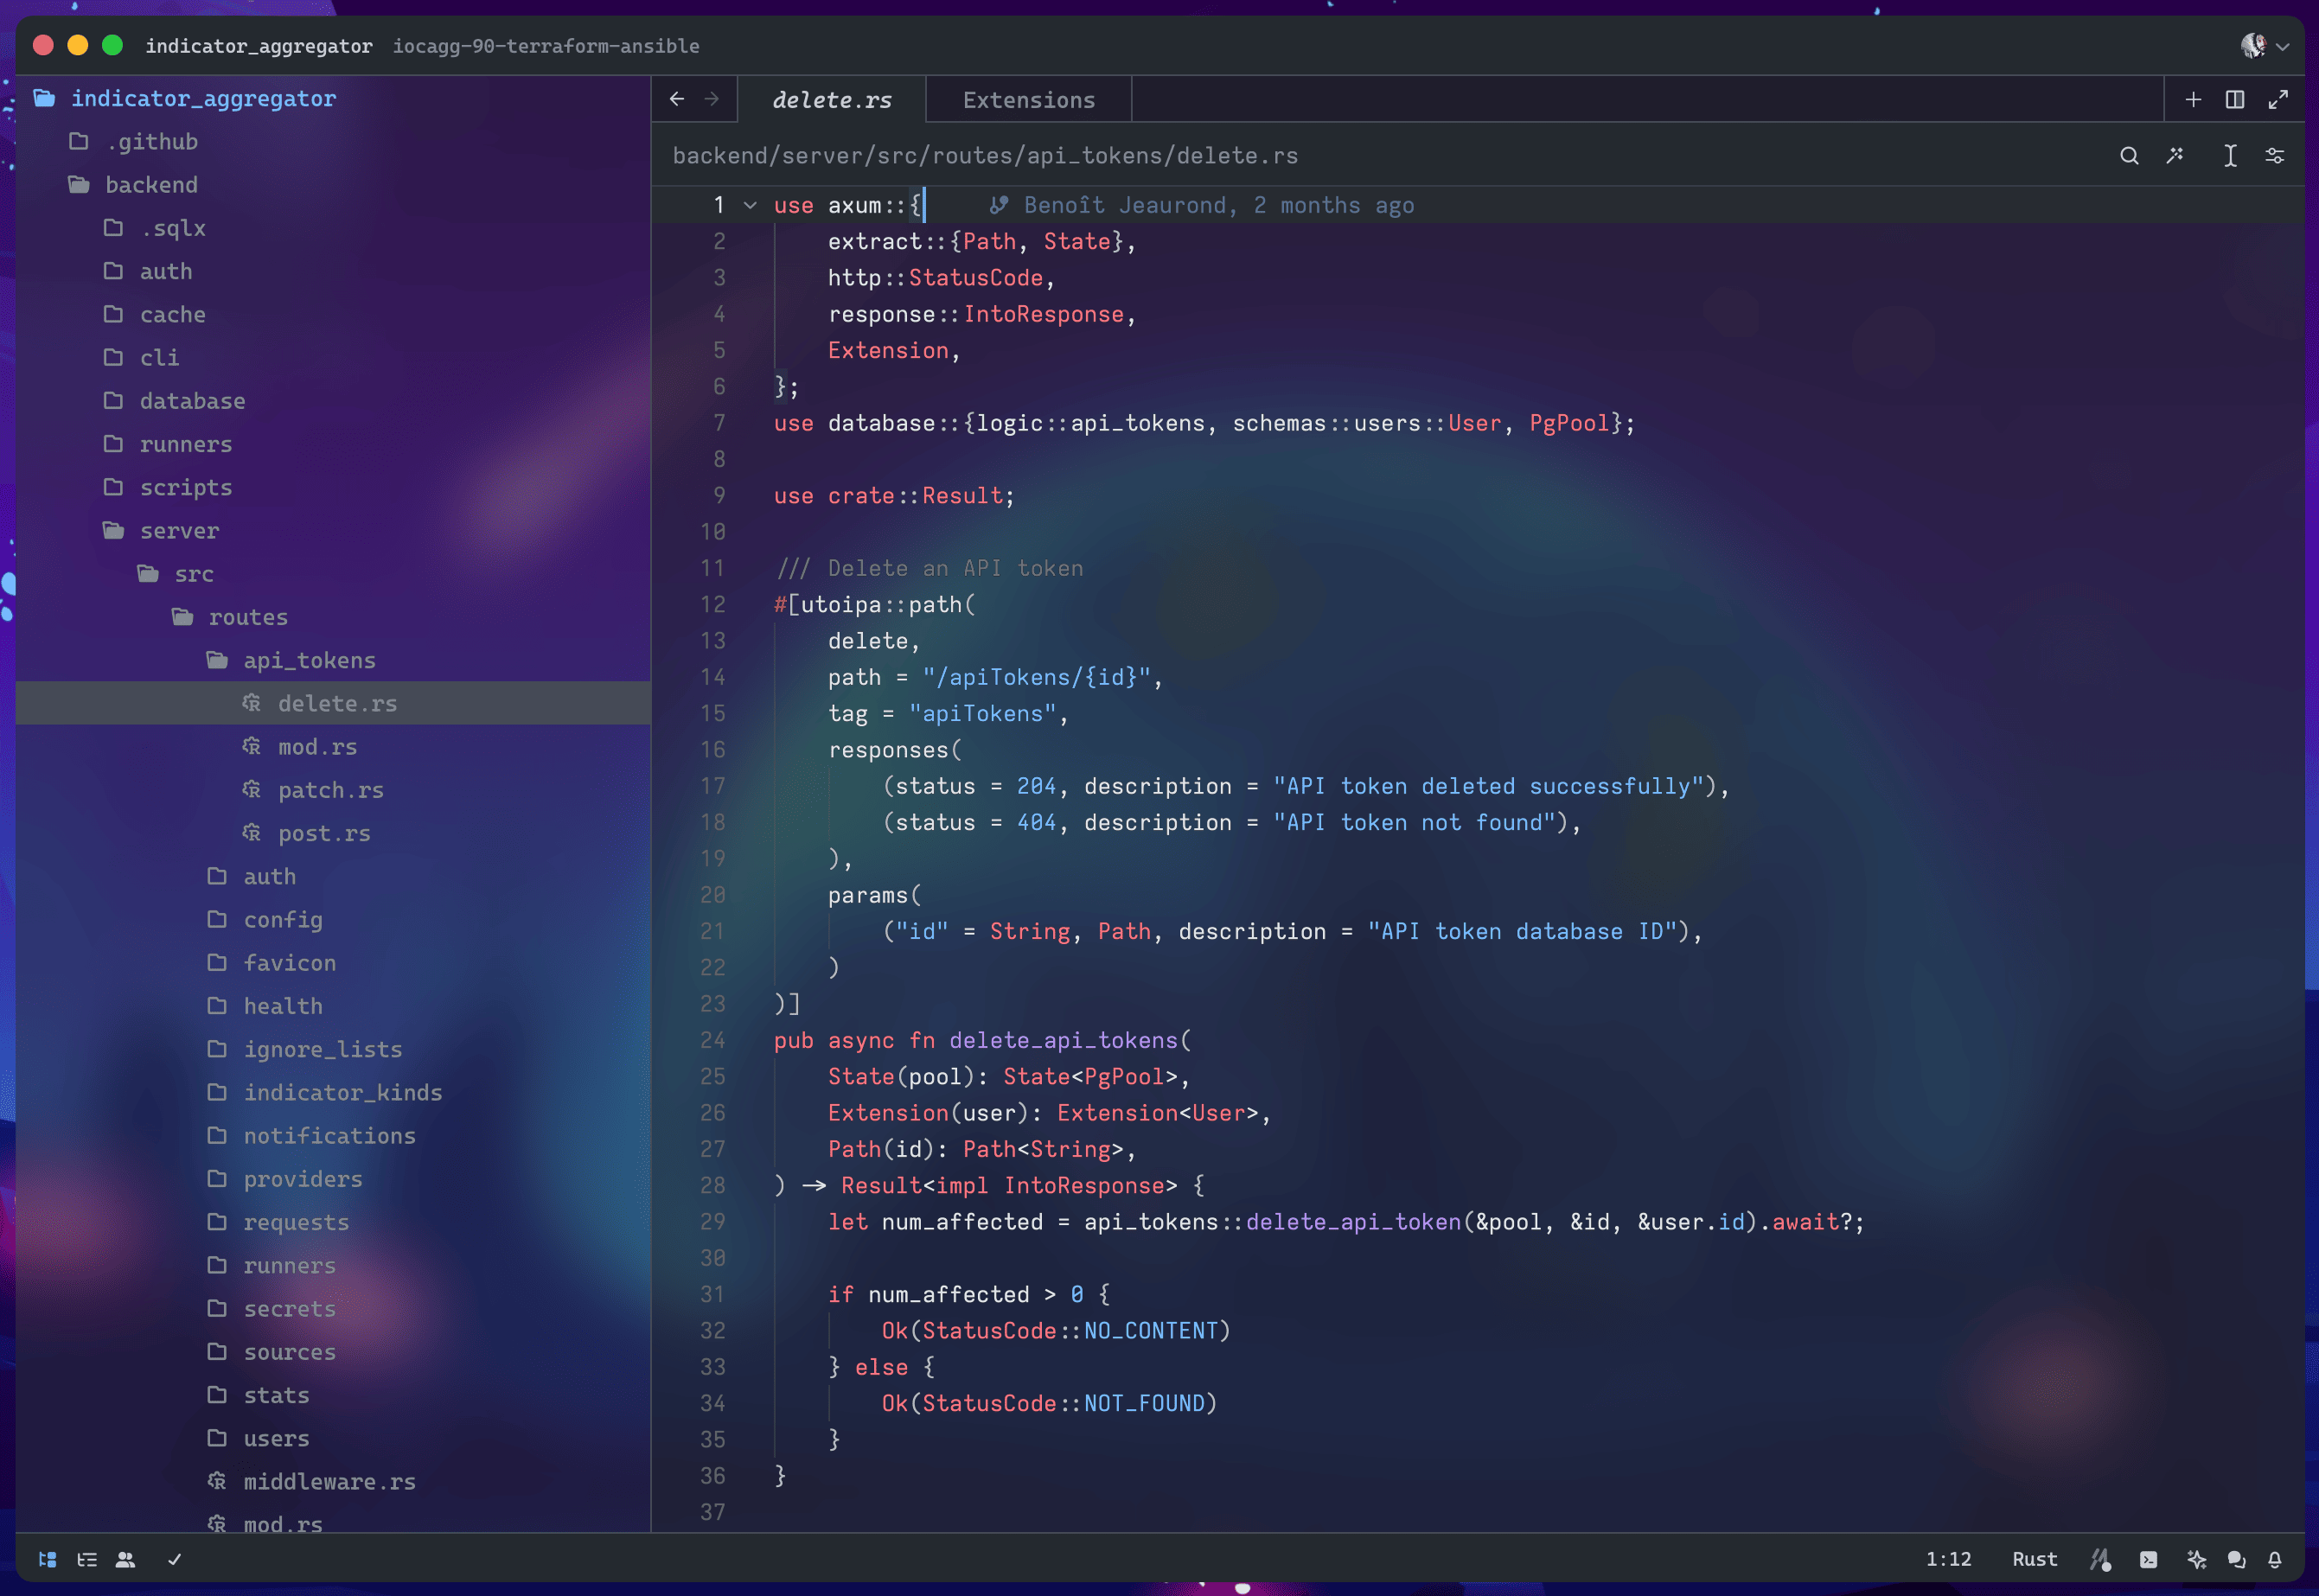 indicator_aggregator iocagg-90-terraform-ansible
indicator_aggregator
.github
backend
.sqlx
auth
cache
cli
database
runners
scripts
server
src
routes
api_tokens
delete.rs
mod.rs
patch.rs
post.rs
auth
config
favicon
health
ignore_lists
indicator_kinds
notifications
providers
requests
runners
secrets
sources
stats
users
middleware.rs
mod.rs
delete.rs Extensions
backend/server/src/routes/api_tokens/delete.rs
1 use axum::{ Benoît Jeaurond, 2 months ago
2     extract::{Path, State},
3     http::StatusCode,
4     response::IntoResponse,
5     Extension,
6 };
7 use database::{logic::api_tokens, schemas::users::User, PgPool};
8
9 use crate::Result;
10
11 /// Delete an API token
12 #[utoipa::path(
13     delete,
14     path = "/apiTokens/{id}",
15     tag = "apiTokens",
16     responses(
17         (status = 204, description = "API token deleted successfully"),
18         (status = 404, description = "API token not found"),
19     ),
20     params(
21         ("id" = String, Path, description = "API token database ID"),
22     )
23 )]
24 pub async fn delete_api_tokens(
25     State(pool): State<PgPool>,
26     Extension(user): Extension<User>,
27     Path(id): Path<String>,
28 ) -> Result<impl IntoResponse> {
29     let num_affected = api_tokens::delete_api_token(&pool, &id, &user.id).await?;
30
31     if num_affected > 0 {
32         Ok(StatusCode::NO_CONTENT)
33     } else {
34         Ok(StatusCode::NOT_FOUND)
35     }
36 }
37
1:12 Rust